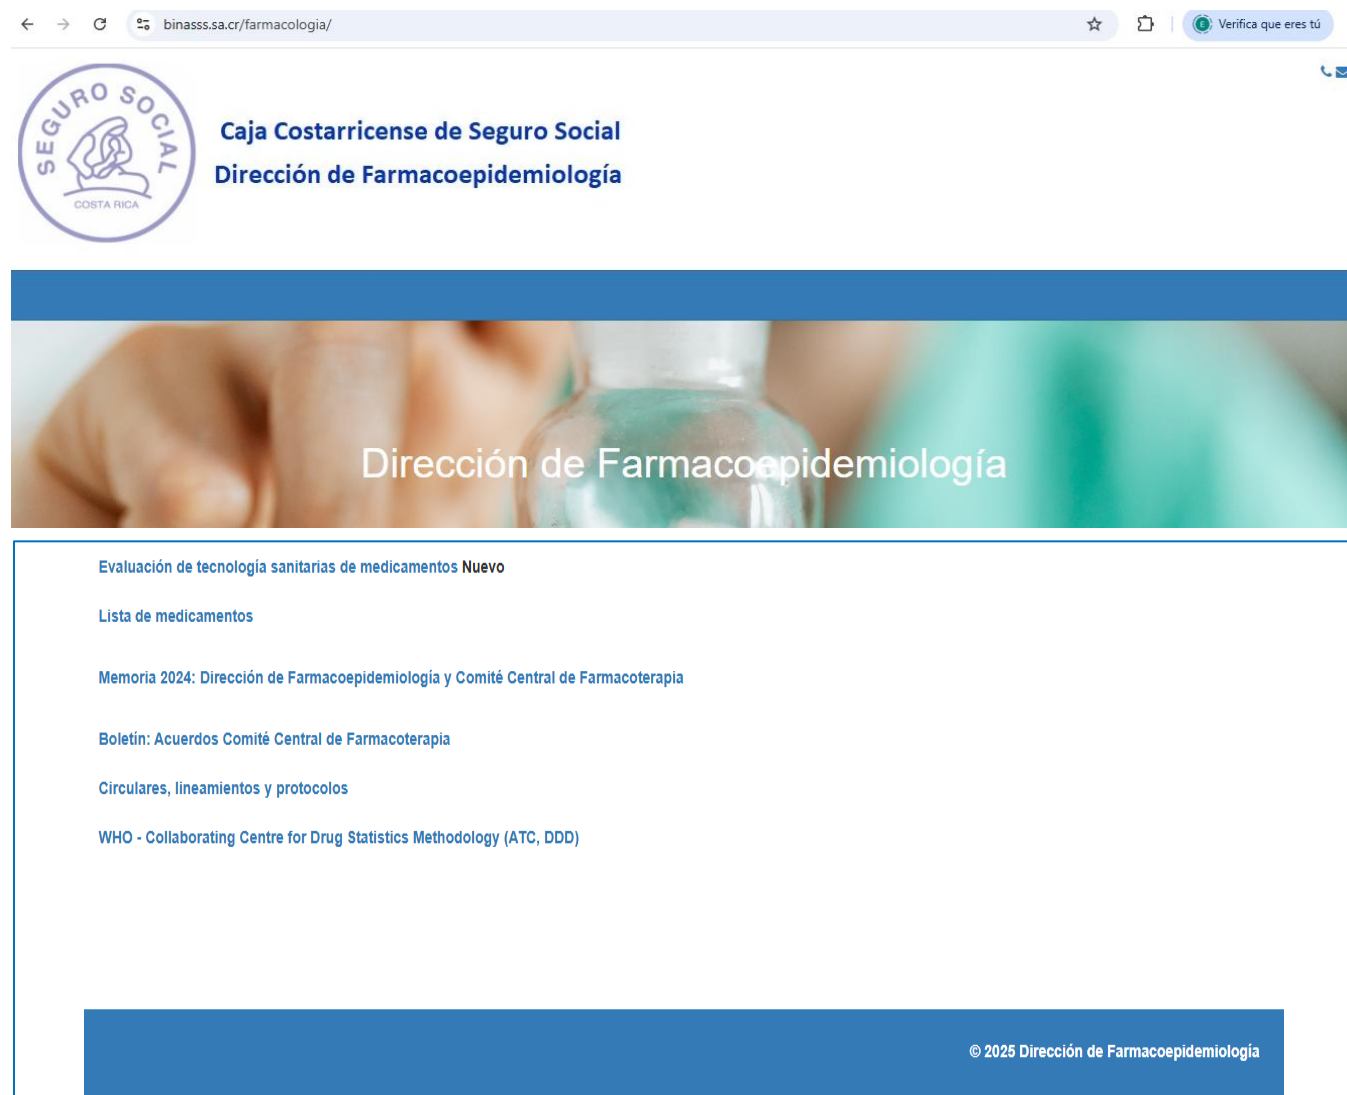 binasss.sa.cr/farmacologia/
E
Verifica que eres tú
SEGURO SOCIAL
COSTA RICA
Caja Costarricense de Seguro Social
Dirección de Farmacoepidemiología
Dirección de Farmacoepidemiología
Evaluación de tecnología sanitarias de medicamentos Nuevo
Lista de medicamentos
Memoria 2024: Dirección de Farmacoepidemiología y Comité Central de Farmacoterapia
Boletín: Acuerdos Comité Central de Farmacoterapia
Circulares, lineamientos y protocolos
WHO - Collaborating Centre for Drug Statistics Methodology (ATC, DDD)
© 2025 Dirección de Farmacoepidemiología